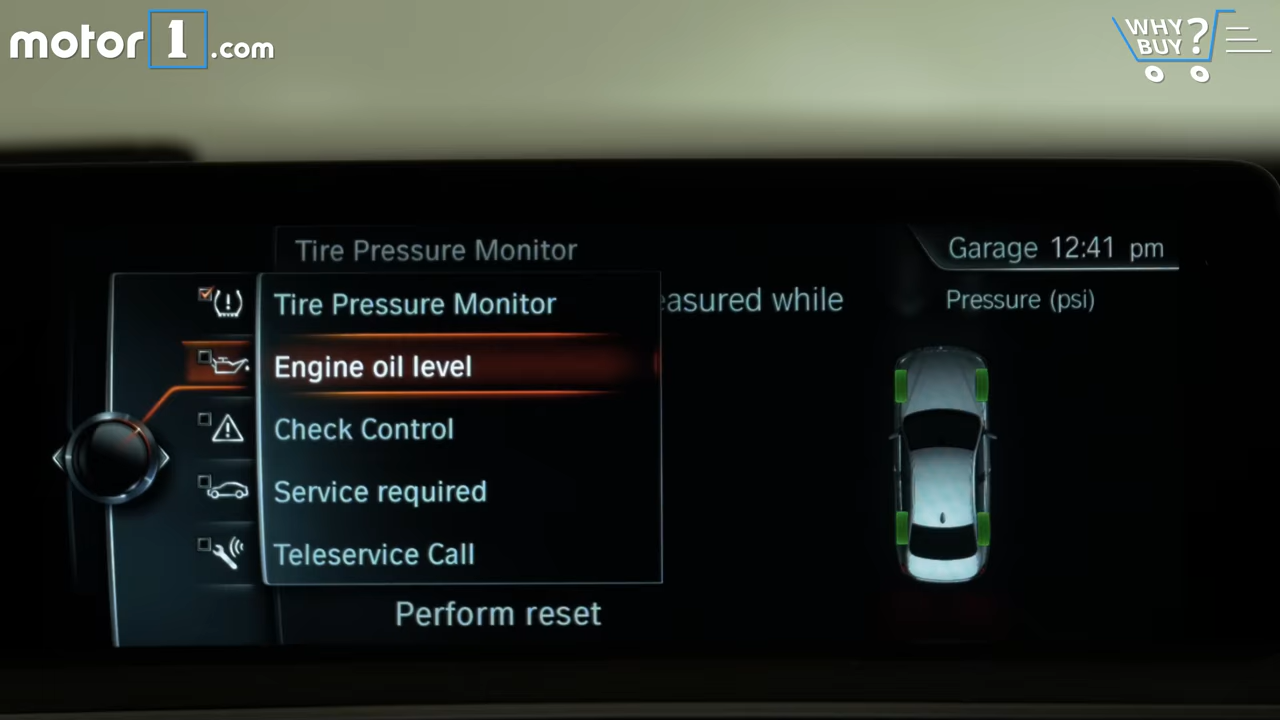 motor1.com
WHY
BUY?
Tire Pressure Monitor
Garage 12:41 pm
Tire Pressure Monitor
easured while
Pressure (psi)
Engine oil level
Check Control
Service required
Teleservice Call
Perform reset